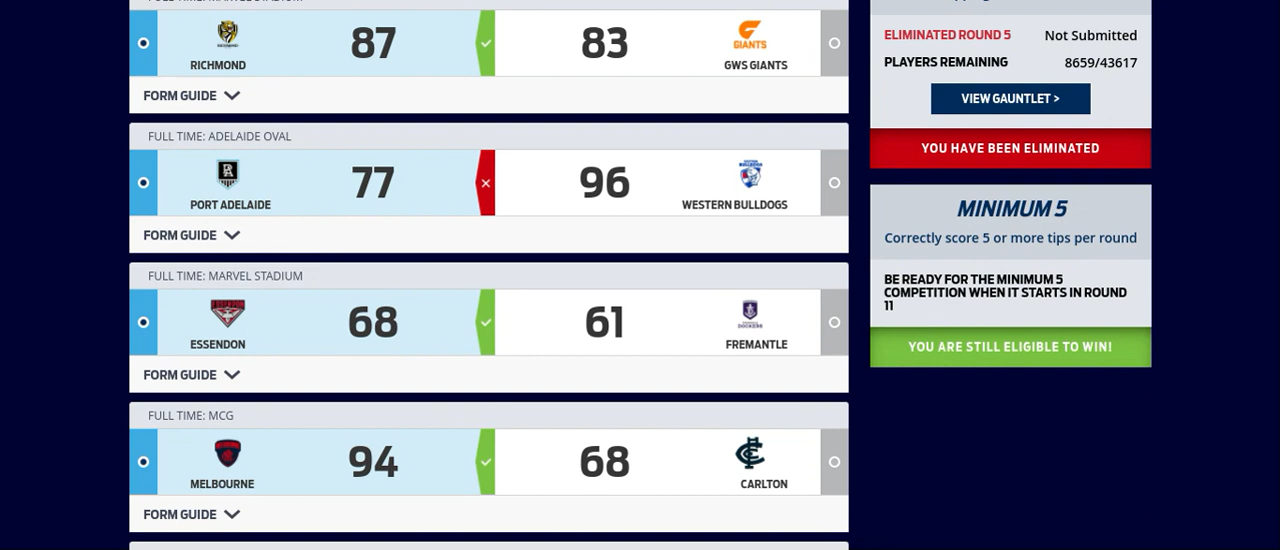 87
83
RICHMOND
GIANTS
GWS GIANTS
FORM GUIDE
FULL TIME: ADELAIDE OVAL
77
96
PORT ADELAIDE
WESTERN BULLDOGS
FORM GUIDE
FULL TIME: MARVEL STADIUM
68
61
ESSENDON
FREMANTLE
FORM GUIDE
FULL TIME: MCG
94
68
MELBOURNE
CARLTON
FORM GUIDE
ELIMINATED ROUND 5 Not Submitted
PLAYERS REMAINING 8659/43617
VIEW GAUNTLET >
YOU HAVE BEEN ELIMINATED
MINIMUM 5
Correctly score 5 or more tips per round
BE READY FOR THE MINIMUM 5
COMPETITION WHEN IT STARTS IN ROUND
11
YOU ARE STILL ELIGIBLE TO WIN!